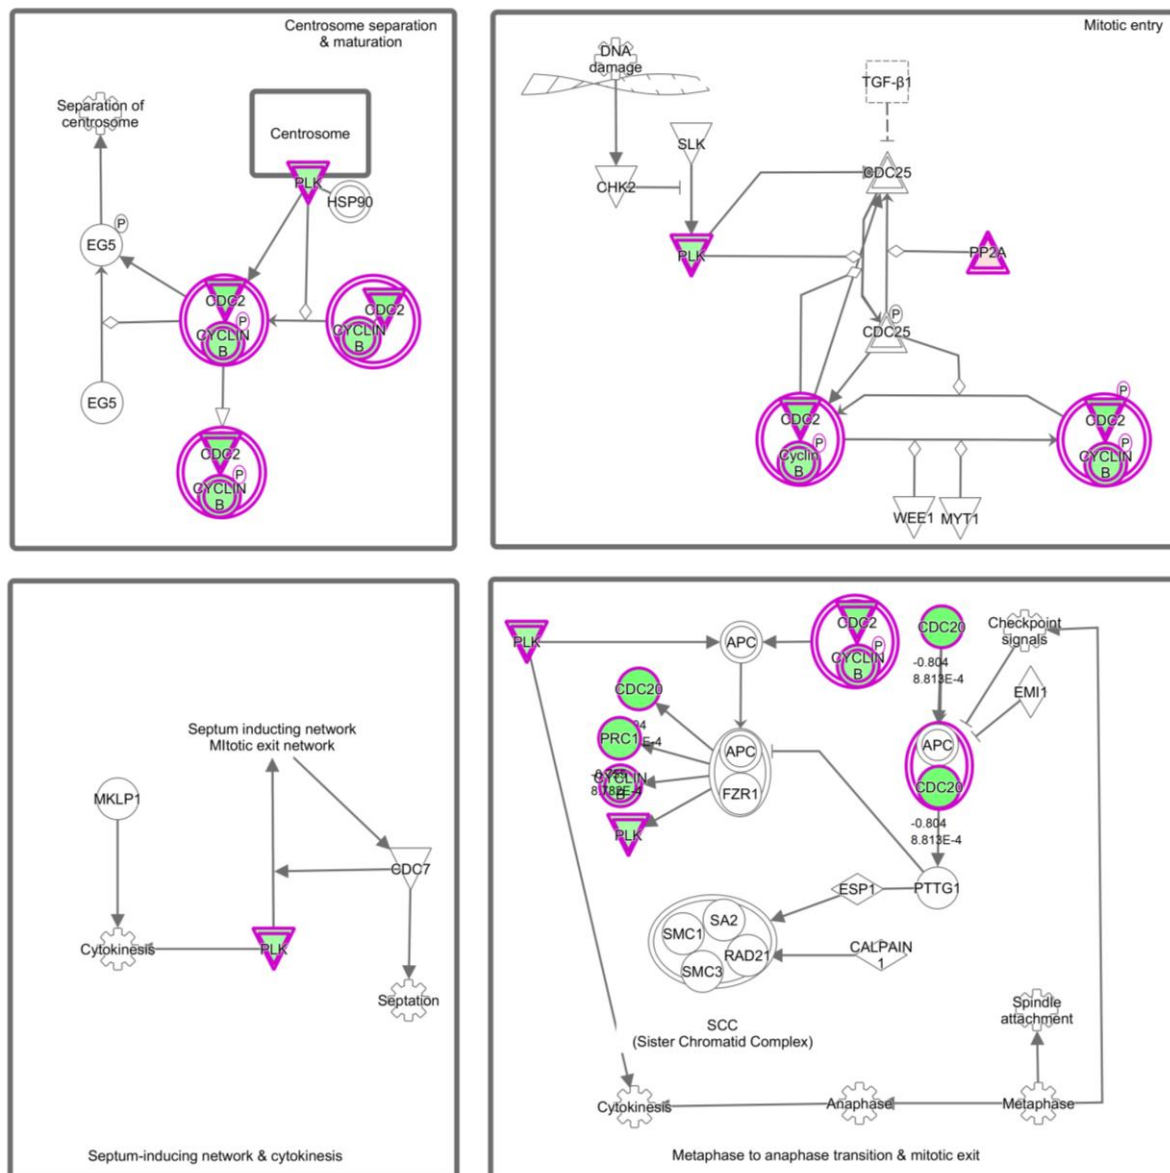 Centrosome separation
& maturation
Separation of
centrosome
Centrosome
PLK
HSP90
P
EG5
CDC2
P
CYCLIN
B
CDC2
CYCLIN
B
EG5
CDC2
P
CYCLIN
B
Mitotic entry
DNA
damage
TGF-β1
SLK
CDC25
CHK2
PLK
PP2A
P
CDC25
P
CDC2
P
Cyclin
B
CDC2
P
CYCLIN
B
WEE1
MYT1
Septum inducting network
MItotic exit network
MKLP1
CDC7
Cytokinesis
PLK
Septation
Septum-inducing network & cytokinesis
PLK
APC
CDC2
P
CYCLIN
B
CDC20
Checkpoint
signals
-0.804
8.813E-4
EMI1
CDC20
PRC1
APC
APC
CYCLIN
B
FZR1
CDC20
PLK
-0.804
8.813E-4
ESP1
PTTG1
SA2
SMC1
RAD21
SMC3
CALPAIN
1
SCC
(Sister Chromatid Complex)
Spindle
attachment
Cytokinesis
Anaphase
Metaphase
Metaphase to anaphase transition & mitotic exit